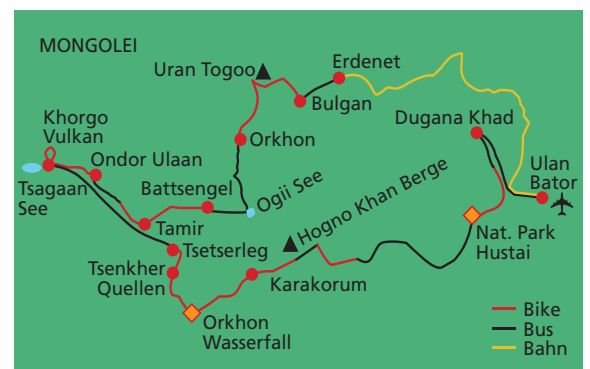 MONGOLEI
Erdenet
Uran Togoo
Bulgan
Khorgo
Vulkan
Dugana Khad
Orkhon
Ondor Ulaan
Ulan
Bator
Tsagaan
See
Battsengel
Ogii See
Hogno Khan Berge
Tamir
Nat. Park
Hustai
Tsetserleg
Tsenkher
Quellen
Karakorum
Orkhon
Wasserfall
Bike
Bus
Bahn